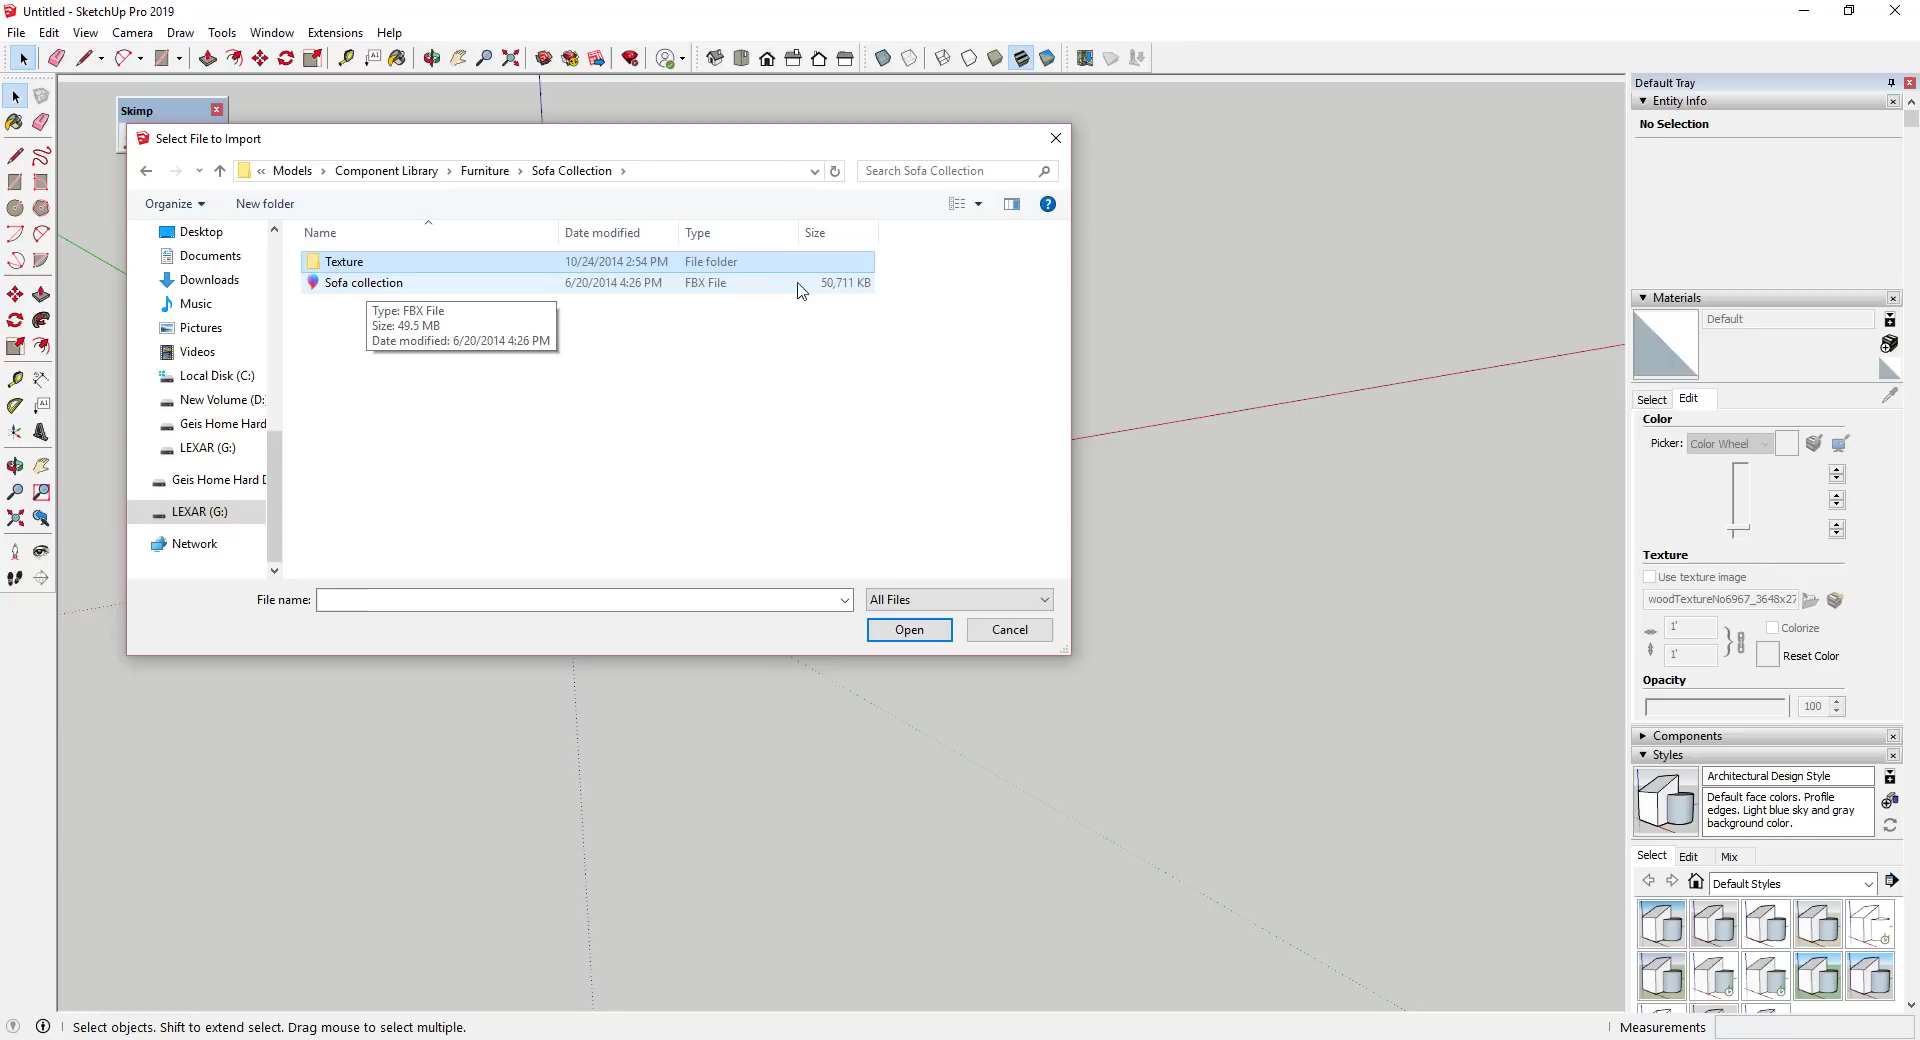 Untitled - SketchUp Pro 2019
File Edit View Camera Draw Tools Window Extensions Help
Skimp
Select File to Import
« Models › Component Library › Furniture › Sofa Collection ›
Search Sofa Collection
Organize
New folder
Name
Date modified
Type
Size
Texture
10/24/2014 2:54 PM
File folder
Sofa collection
6/20/2014 4:26 PM
FBX File
50,711 KB
Type: FBX File
Size: 49.5 MB
Date modified: 6/20/2014 4:26 PM
Desktop
Documents
Downloads
Music
Pictures
Videos
Local Disk (C:)
New Volume (D:
Geis Home Hard
LEXAR (G:)
Geis Home Hard D
LEXAR (G:)
Network
File name:
All Files
Open
Cancel
Default Tray
Entity Info
No Selection
Materials
Default
Select
Edit
Color
Picker:
Color Wheel
Texture
Use texture image
woodTextureNo6967_3648x27
1'
Colorize
1'
Reset Color
Opacity
100
Components
Styles
Architectural Design Style
Default face colors. Profile
edges. Light blue sky and gray
background color.
Select
Edit
Mix
Default Styles
Select objects. Shift to extend select. Drag mouse to select multiple.
Measurements